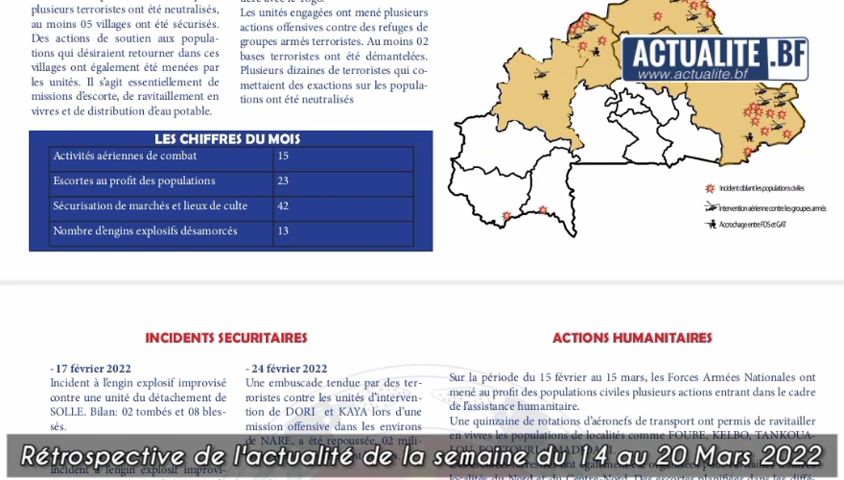 plusieurs terroristes ont été neutralisés,
au moins 05 villages ont été sécurisés.
Des actions de soutien aux popula-
tions qui désiraient retourner dans ces
villages ont également été menées par
les unités. Il s'agit essentiellement de
missions d'escorte, de ravitaillement en
vivres et de distribution d'eau potable.
Les unités engagées ont mené plusieurs
actions offensives contre des refuges de
groupes armés terroristes. Au moins 02
bases terroristes ont été démantelées.
Plusieurs dizaines de terroristes qui co-
mettaient des exactions sur les popula-
tions ont été neutralisés
ACTUALITE.BF
www.actualite.bf
LES CHIFFRES DU MOIS
Activités aériennes de combat 15
Escortes au profit des populations 23
Sécurisation de marchés et lieux de culte 42
Nombre d'engins explosifs désamorcés 13
Incident ciblant les populations civiles
Intervention aérienne contre les groupes armés
Accrochage entre FDS et GAT
INCIDENTS SECURITAIRES
- 17 février 2022
Incident à l'engin explosif improvisé
contre une unité du détachement de
SOLLE. Bilan: 02 tombés et 08 bles-
sés.
- 24 février 2022
Une embuscade tendue par des ter-
roristes contre les unités d'interven-
tion de DORI et KAYA lors d'une
mission offensive dans les environs
de NARE, a été repoussée, 02 mili-
ACTIONS HUMANITAIRES
Sur la période du 15 février au 15 mars, les Forces Armées Nationales ont
mené au profit des populations civiles plusieurs actions entrant dans le cadre
de l'assistance humanitaire.
Une quinzaine de rotations d'aéronefs de transport ont permis de ravitailler
en vivres les populations de localités comme FOUBE, KELBO, TANKOUA-
Rétrospective de l'actualité de la semaine du 14 au 20 Mars 2022